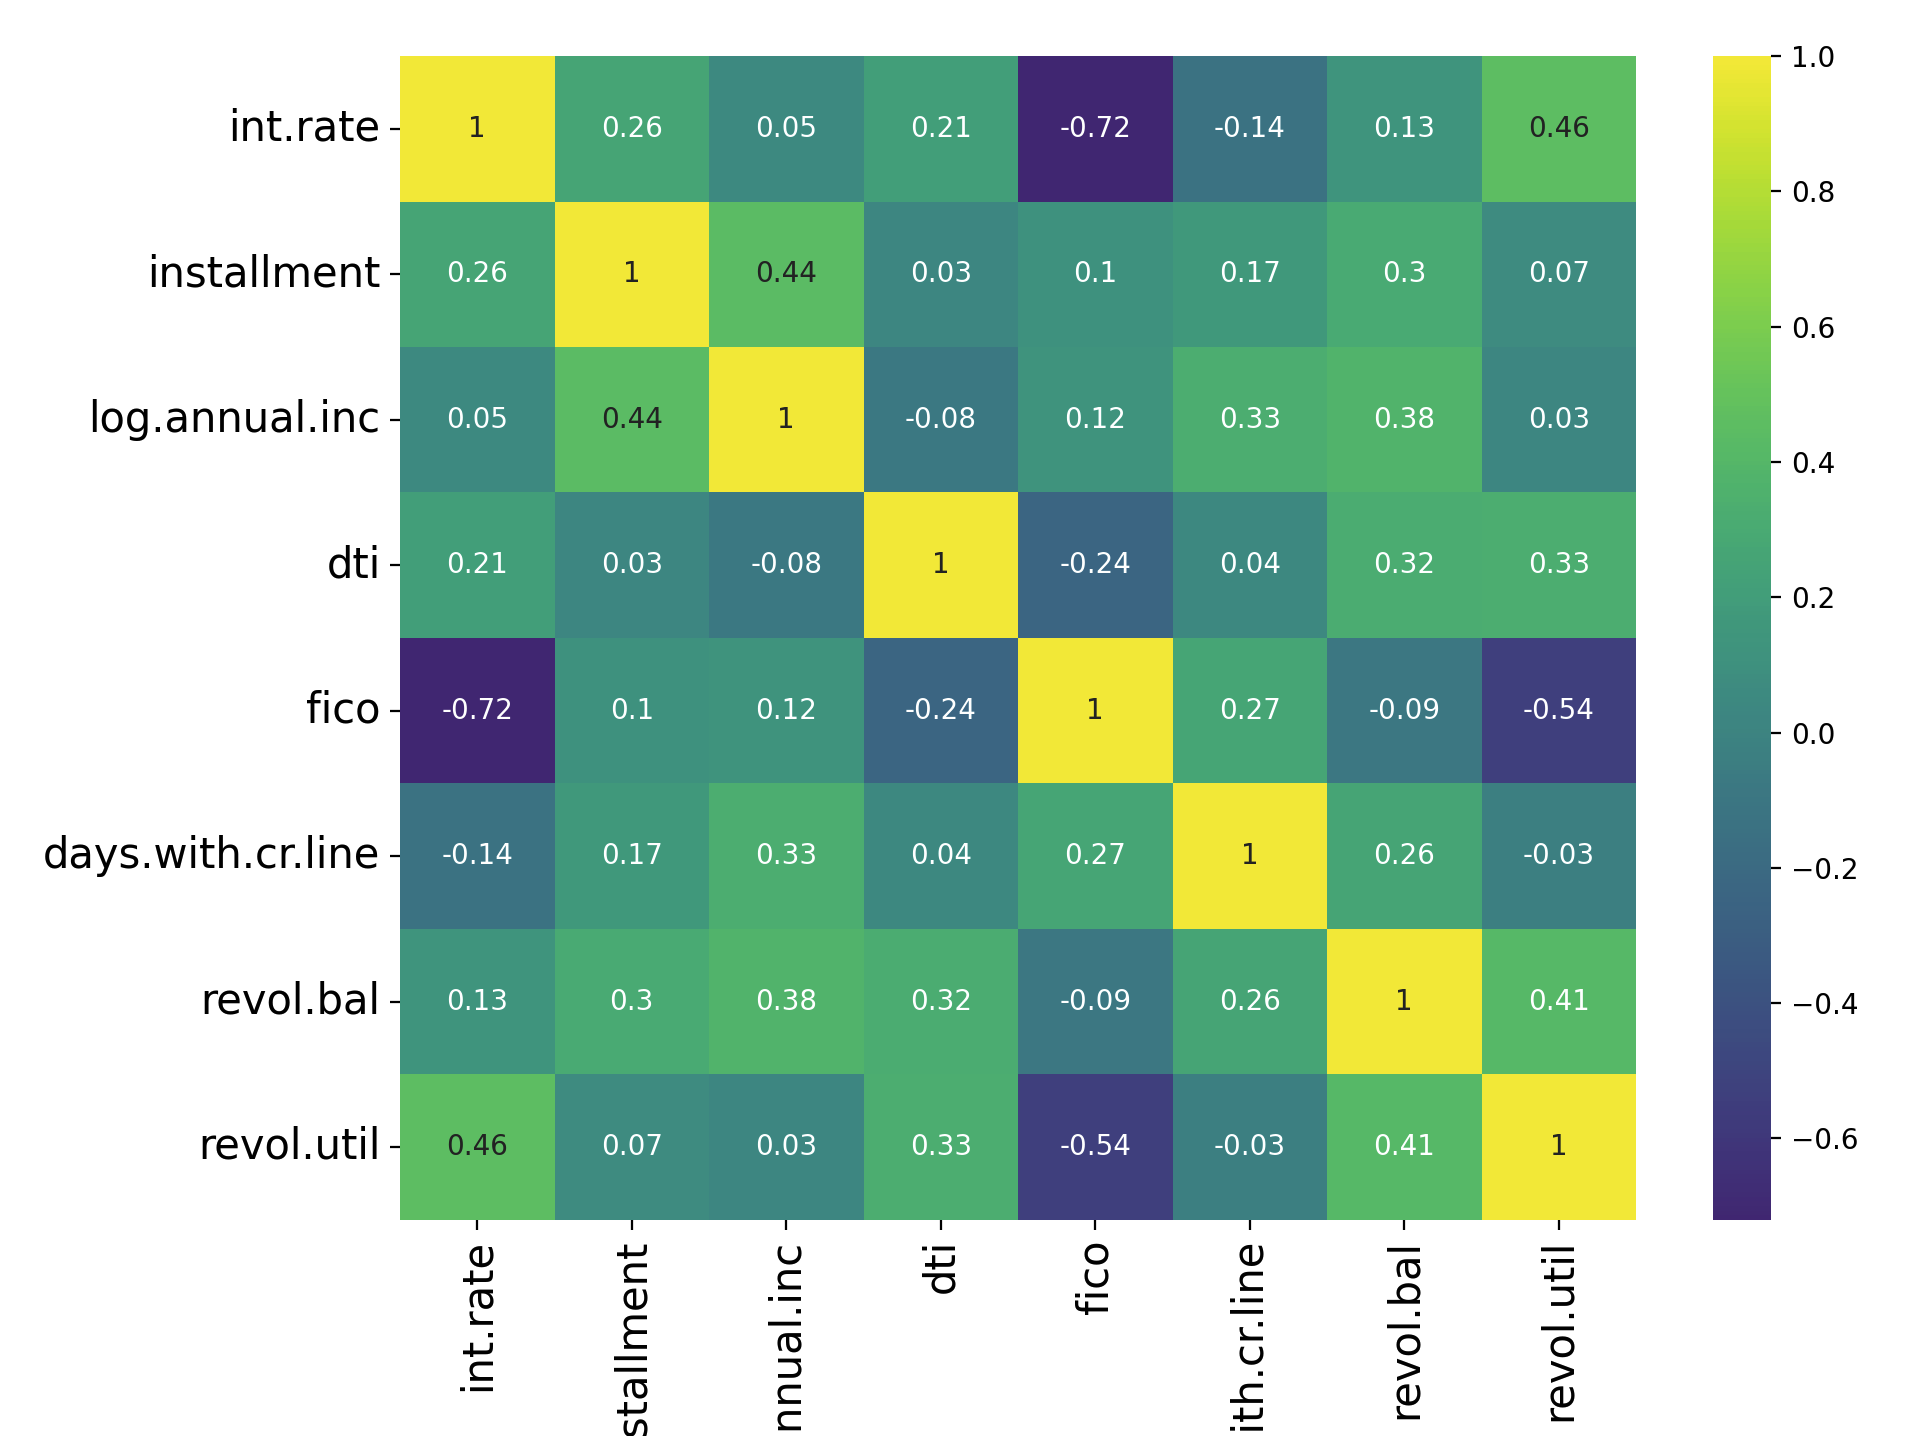 int.rate 1 0.26 0.05 0.21 -0.72 -0.14 0.13 0.46
installment 0.26 1 0.44 0.03 0.1 0.17 0.3 0.07
log.annual.inc 0.05 0.44 1 -0.08 0.12 0.33 0.38 0.03
dti 0.21 0.03 -0.08 1 -0.24 0.04 0.32 0.33
fico -0.72 0.1 0.12 -0.24 1 0.27 -0.09 -0.54
days.with.cr.line -0.14 0.17 0.33 0.04 0.27 1 0.26 -0.03
revol.bal 0.13 0.3 0.38 0.32 -0.09 0.26 1 0.41
revol.util 0.46 0.07 0.03 0.33 -0.54 -0.03 0.41 1
int.rate
stallment
nnual.inc
dti
fico
ith.cr.line
revol.bal
revol.util
1.0
0.8
0.6
0.4
0.2
0.0
−0.2
−0.4
−0.6